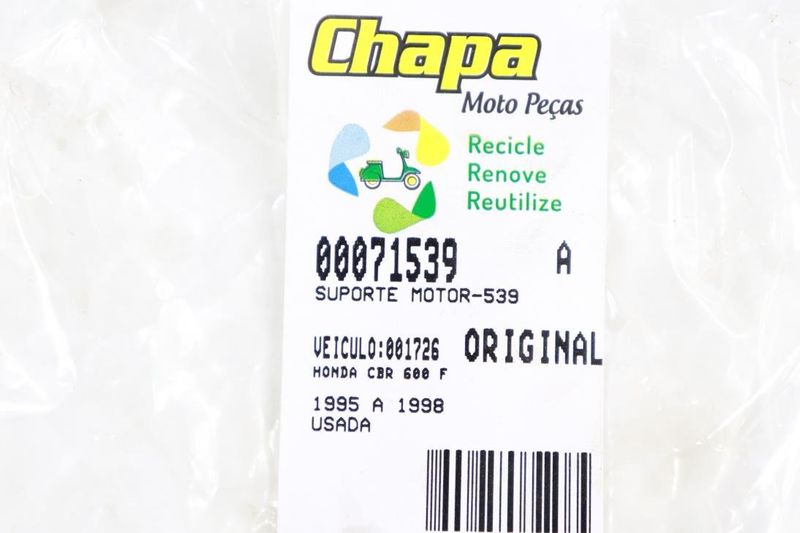 Chapa
Moto Peças
Recicle
Renove
Reutilize
00071539 A
SUPORTE MOTOR-539
VEICULO:001726 ORIGINAL
HONDA CBR 600 F
1995 A 1998
USADA